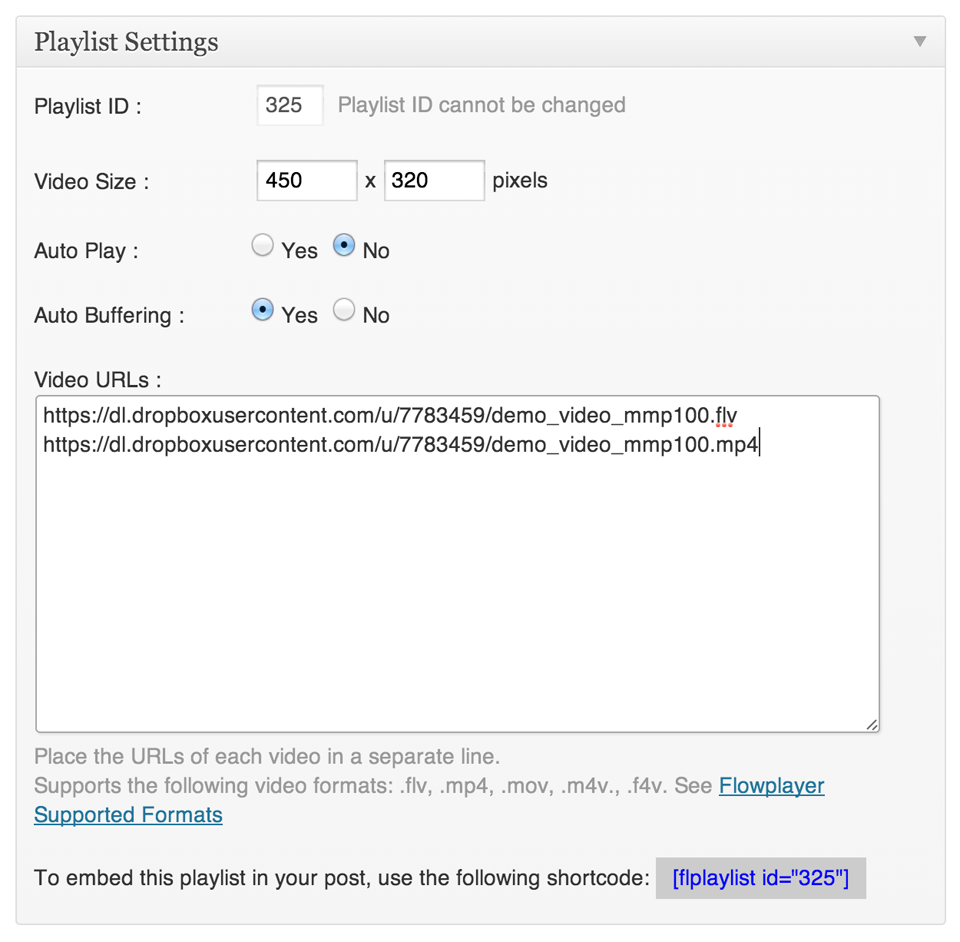 Playlist Settings
Playlist ID : 325 Playlist ID cannot be changed
Video Size : 450 x 320 pixels
Auto Play : Yes No
Auto Buffering : Yes No
Video URLs :
https://dl.dropboxusercontent.com/u/7783459/demo_video_mmp100.flv
https://dl.dropboxusercontent.com/u/7783459/demo_video_mmp100.mp4
Place the URLs of each video in a separate line.
Supports the following video formats: .flv, .mp4, .mov, .m4v., .f4v. See Flowplayer
Supported Formats
To embed this playlist in your post, use the following shortcode: [flplaylist id="325"]